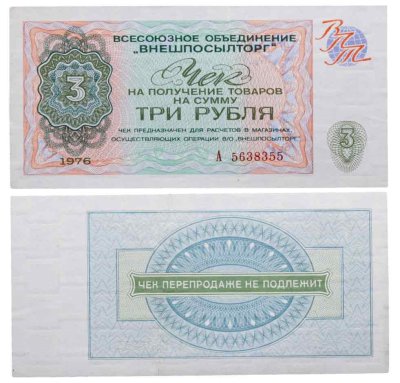 ВСЕСОЮЗНОЕ ОБЪЕДИНЕНИЕ
„ВНЕШПОСЫЛТОРГ"
Чек
НА ПОЛУЧЕНИЕ ТОВАРОВ
НА СУММУ
ТРИ РУБЛЯ
ЧЕК ПРЕДНАЗНАЧЕН ДЛЯ РАСЧЕТОВ В МАГАЗИНАХ,
ОСУЩЕСТВЛЯЮЩИХ ОПЕРАЦИИ В/О „ВНЕШПОСЫЛТОРГ"
3
ВПТ
3
1976
А 5638355
ЧЕК ПЕРЕПРОДАЖЕ НЕ ПОДЛЕЖИТ